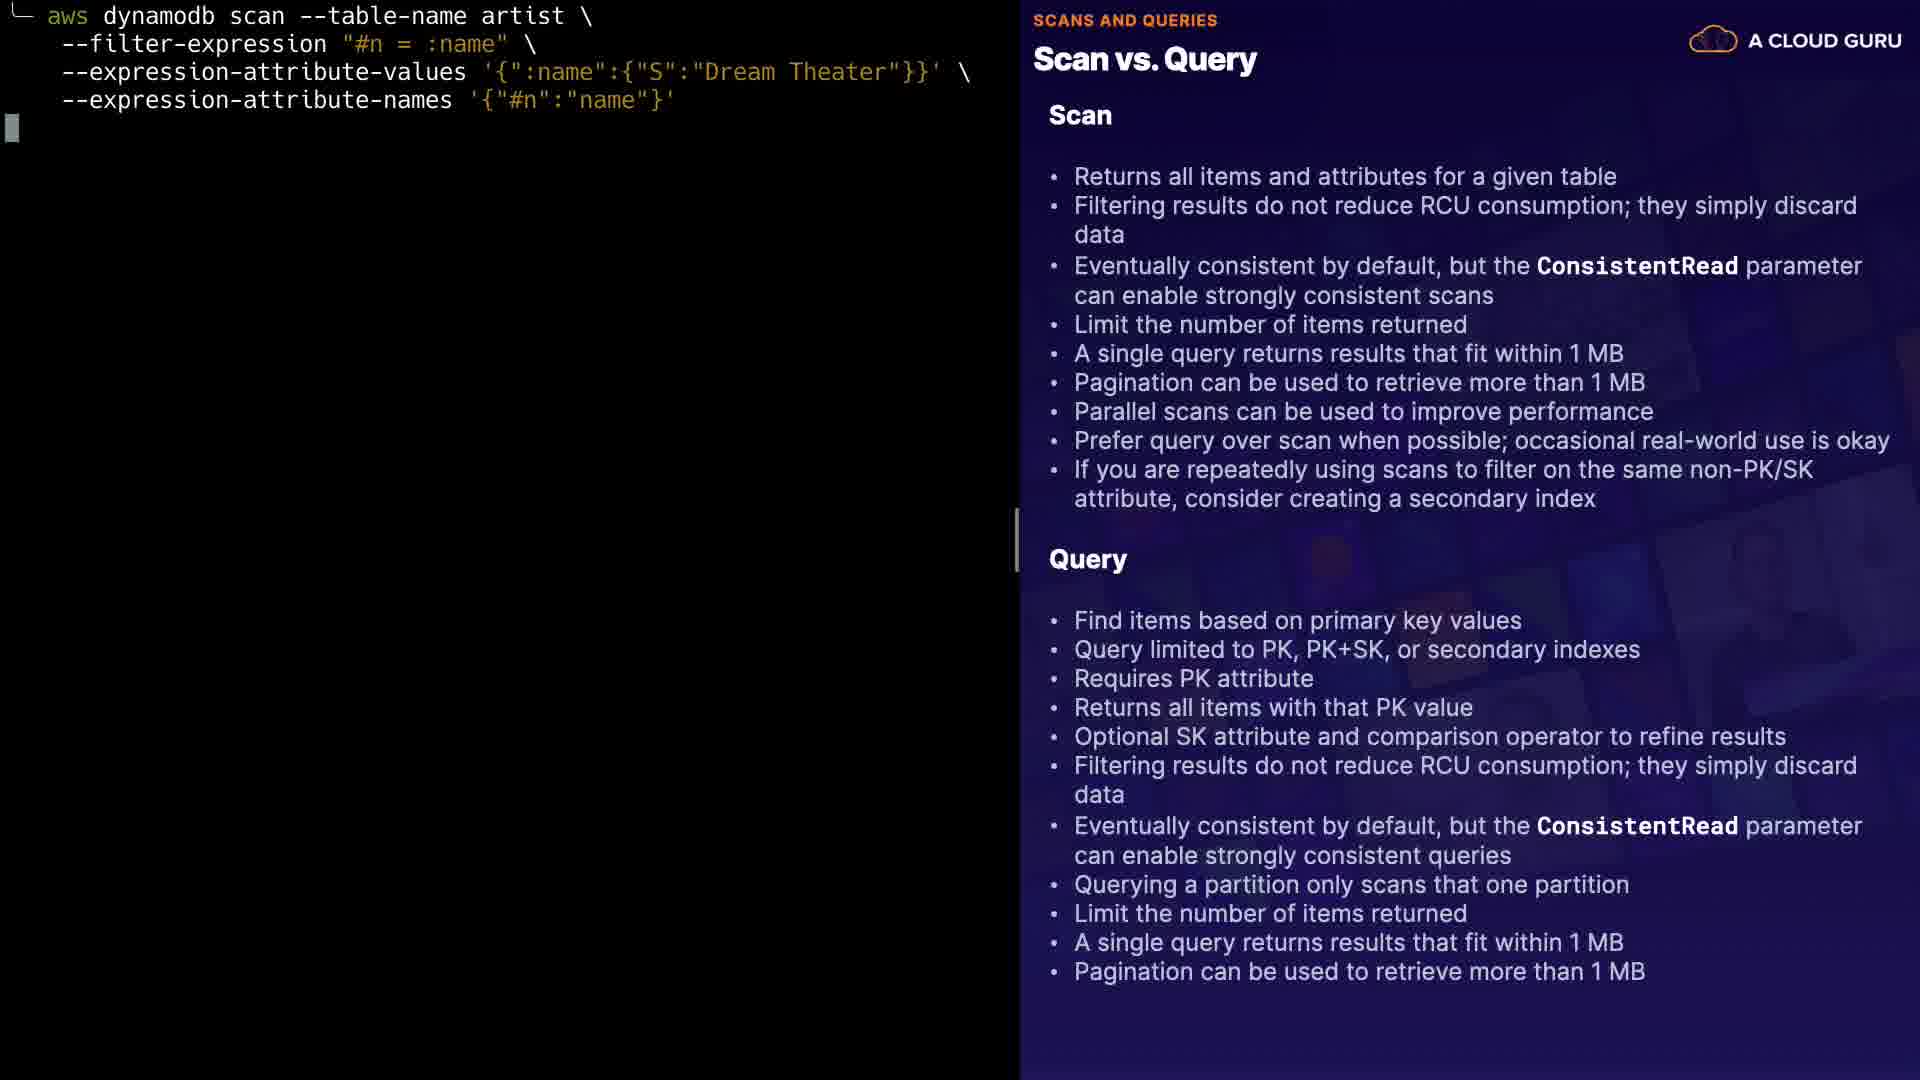 aws dynamodb scan --table-name artist \
--filter-expression "#n = :name" \
--expression-attribute-values '{":name":{"S":"Dream Theater"}}' \
--expression-attribute-names '{"#n":"name"}'
SCANS AND QUERIES
A CLOUD GURU
Scan vs. Query
Scan
• Returns all items and attributes for a given table
• Filtering results do not reduce RCU consumption; they simply discard
data
• Eventually consistent by default, but the ConsistentRead parameter
can enable strongly consistent scans
• Limit the number of items returned
• A single query returns results that fit within 1 MB
• Pagination can be used to retrieve more than 1 MB
• Parallel scans can be used to improve performance
• Prefer query over scan when possible; occasional real-world use is okay
• If you are repeatedly using scans to filter on the same non-PK/SK
attribute, consider creating a secondary index
Query
• Find items based on primary key values
• Query limited to PK, PK+SK, or secondary indexes
• Requires PK attribute
• Returns all items with that PK value
• Optional SK attribute and comparison operator to refine results
• Filtering results do not reduce RCU consumption; they simply discard
data
• Eventually consistent by default, but the ConsistentRead parameter
can enable strongly consistent queries
• Querying a partition only scans that one partition
• Limit the number of items returned
• A single query returns results that fit within 1 MB
• Pagination can be used to retrieve more than 1 MB